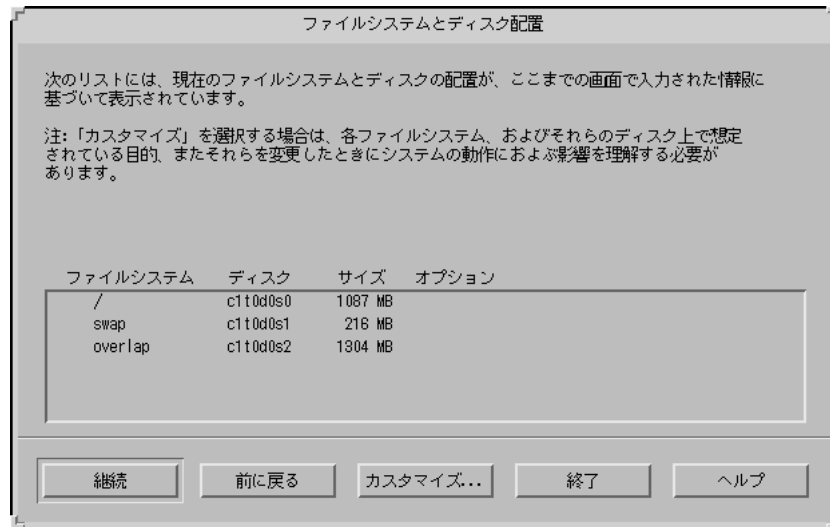 ファイルシステムとディスク配置
次のリストには、現在のファイルシステムとディスクの配置が、ここまでの画面で入力された情報に
基づいて表示されています。
注:「カスタマイズ」を選択する場合は、各ファイルシステム、およびそれらのディスク上で想定
されている目的、またそれらを変更したときにシステムの動作におよぶ影響を理解する必要が
あります。
ファイルシステム ディスク サイズ オプション
/ c1t0d0s0 1087 MB
swap c1t0d0s1 216 MB
overlap c1t0d0s2 1304 MB
継続 前に戻る カスタマイズ... 終了 ヘルプ